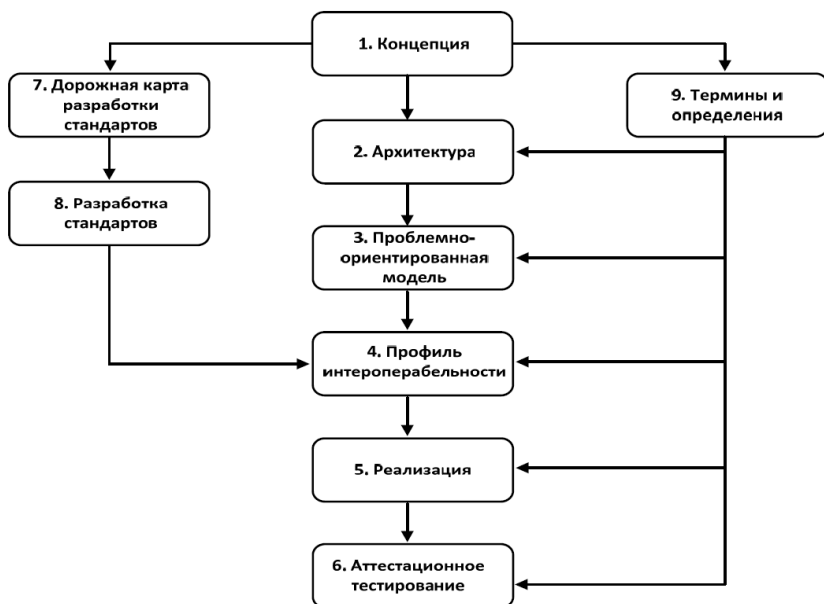 1. Концепция
7. Дорожная карта
разработки
стандартов
9. Термины и
определения
2. Архитектура
8. Разработка
стандартов
3. Проблемно-
ориентированная
модель
4. Профиль
интероперабельности
5. Реализация
6. Аттестационное
тестирование